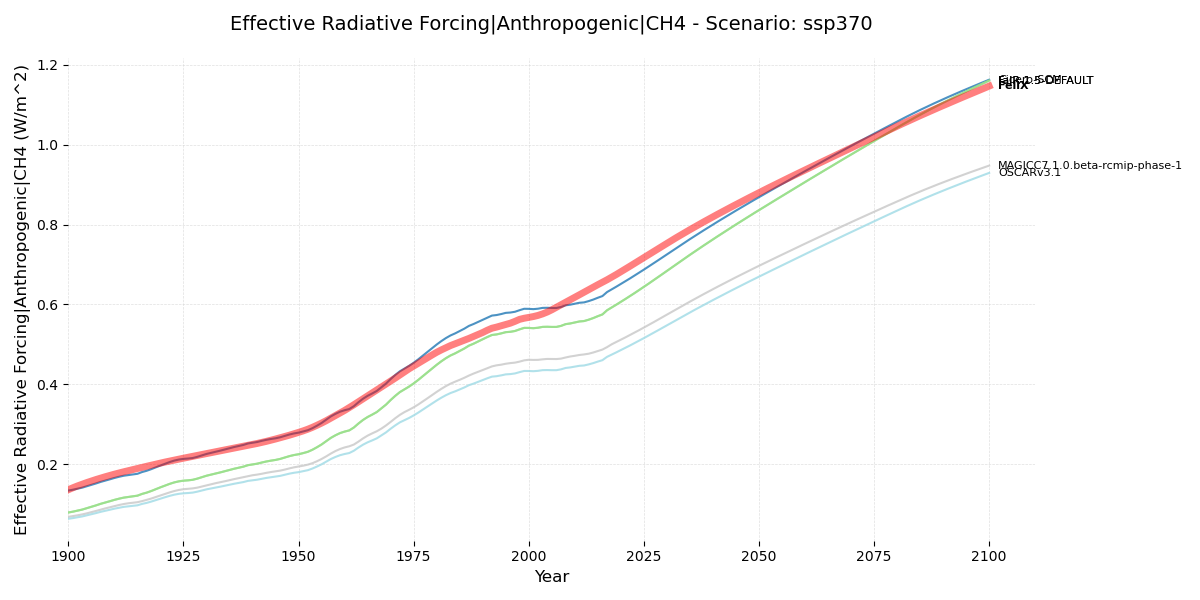 Effective Radiative Forcing|Anthropogenic|CH4 - Scenario: ssp370
Effective Radiative Forcing|Anthropogenic|CH4 (W/m^2)
1.2
1.0
0.8
0.6
0.4
0.2
DEFAULT
Felix
MAGICC7.1.0.beta-rcmip-phase-1
OSCARv3.1
1900
1925
1950
1975
2000
2025
2050
2075
2100
Year